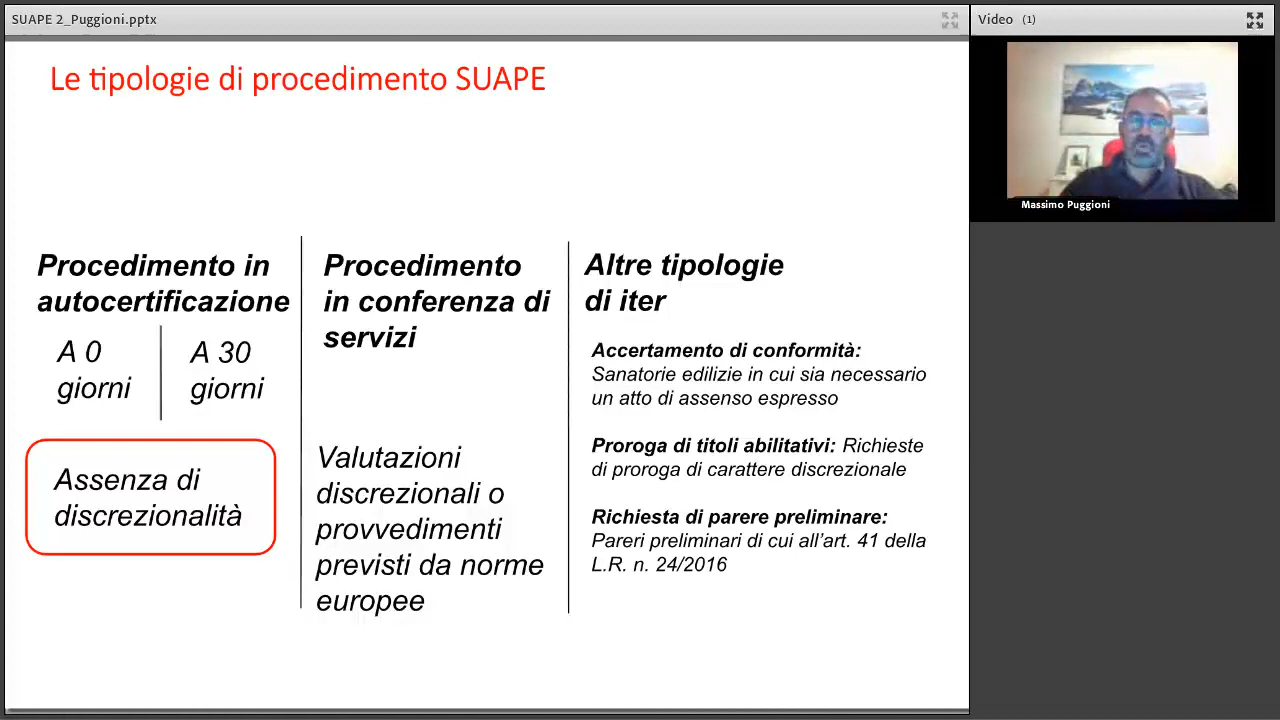 SUAPE 2_Puggioni.pptx
Video (1)
Massimo Puggioni
Le tipologie di procedimento SUAPE
Procedimento in
autocertificazione
A 0
giorni
A 30
giorni
Assenza di
discrezionalità
Procedimento
in conferenza di
servizi
Valutazioni
discrezionali o
provvedimenti
previsti da norme
europee
Altre tipologie
di iter
Accertamento di conformità:
Sanatorie edilizie in cui sia necessario
un atto di assenso espresso
Proroga di titoli abilitativi: Richieste
di proroga di carattere discrezionale
Richiesta di parere preliminare:
Pareri preliminari di cui all'art. 41 della
L.R. n. 24/2016